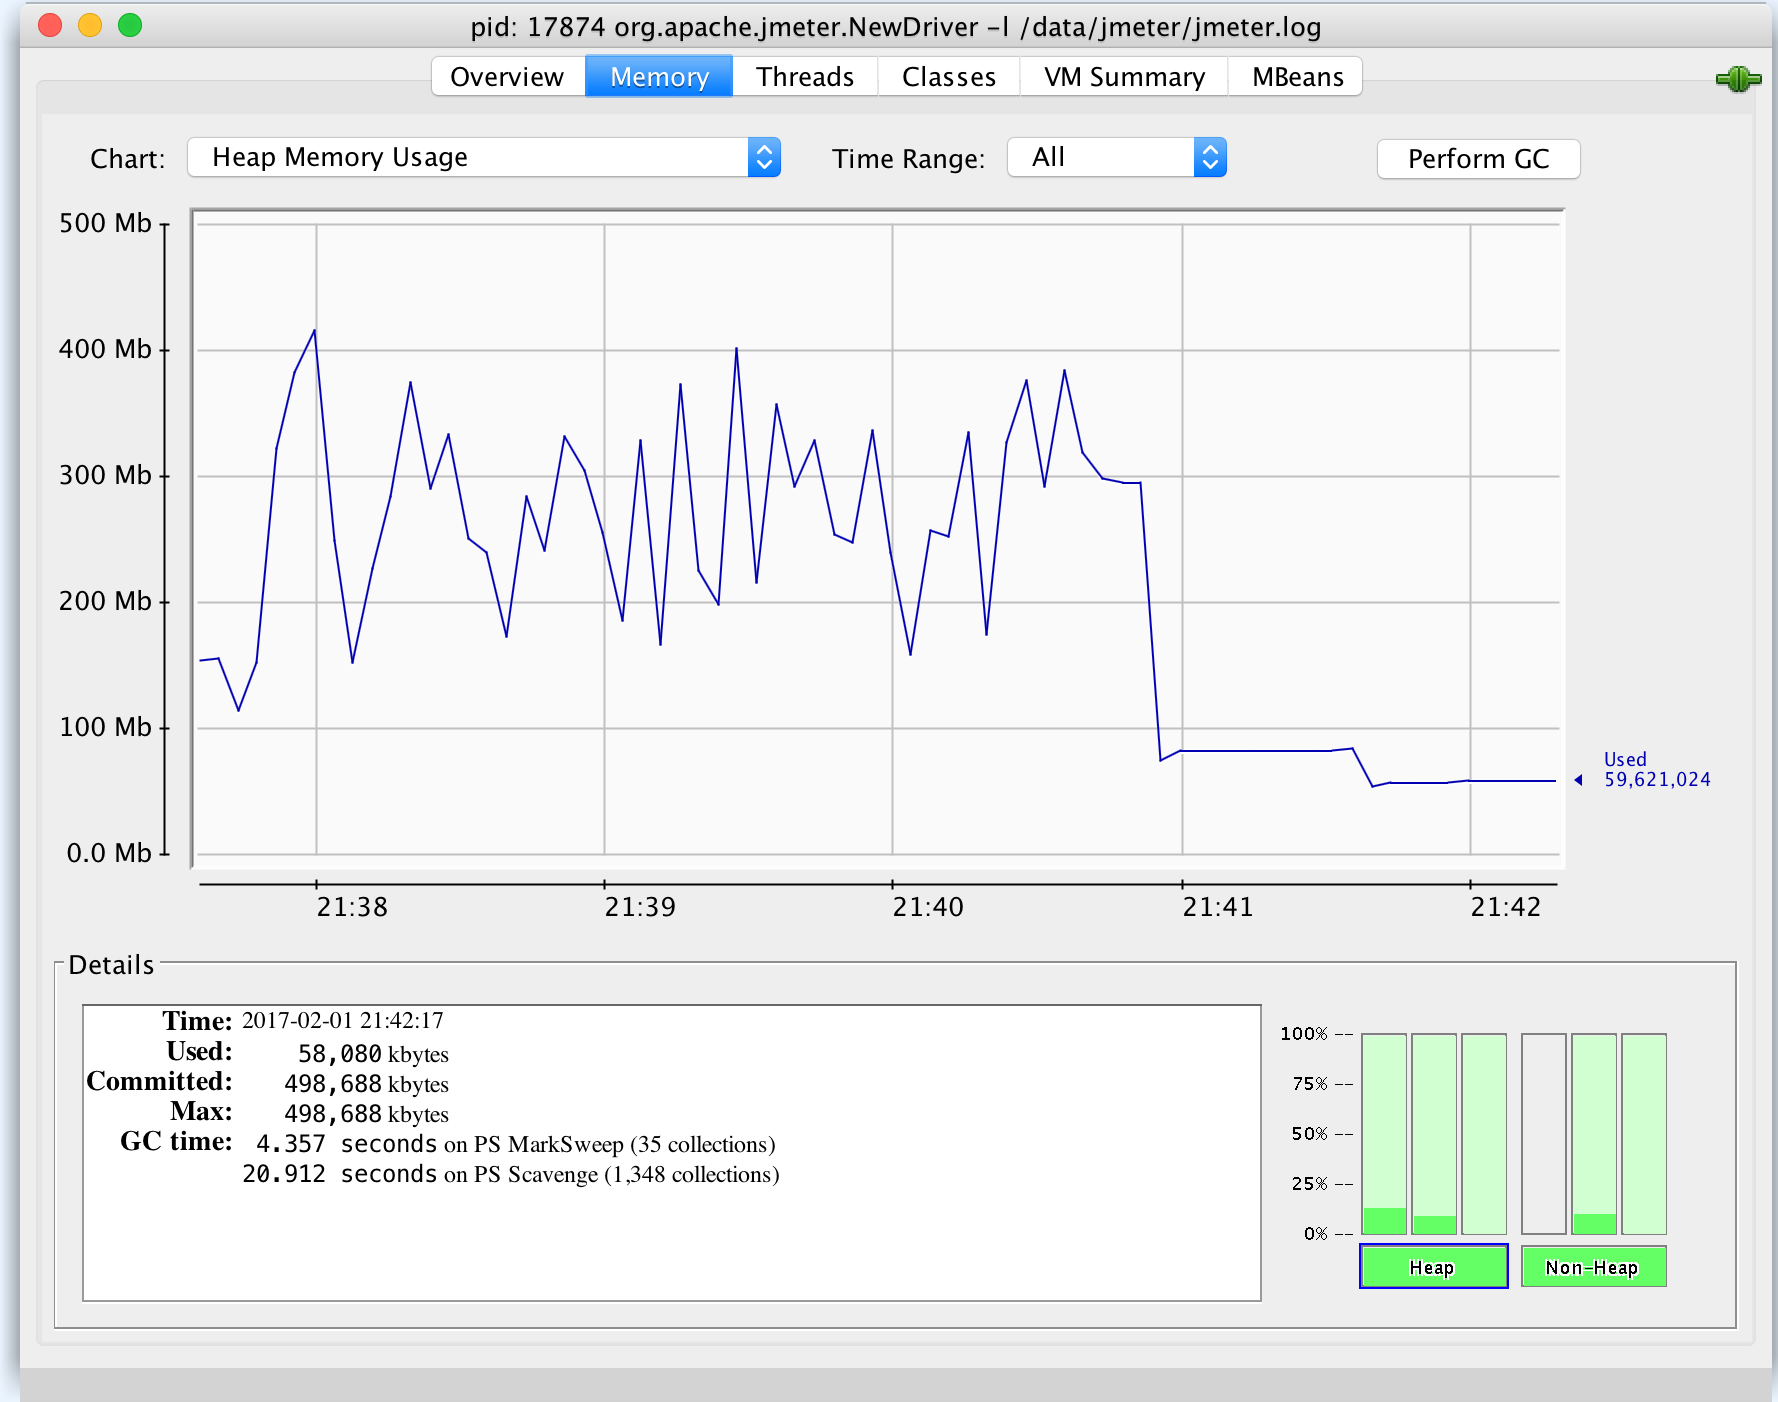 pid: 17874 org.apache.jmeter.NewDriver -l /data/jmeter/jmeter.log
Overview Memory Threads Classes VM Summary MBeans
Chart: Heap Memory Usage Time Range: All Perform GC
500 Mb
400 Mb
300 Mb
200 Mb
100 Mb
0.0 Mb
Used
59,621,024
21:38 21:39 21:40 21:41 21:42
Details
Time: 2017-02-01 21:42:17
Used: 58,080 kbytes
Committed: 498,688 kbytes
Max: 498,688 kbytes
GC time: 4.357 seconds on PS MarkSweep (35 collections)
20.912 seconds on PS Scavenge (1,348 collections)
100% --
75% --
50% --
25% --
0% --
Heap Non-Heap